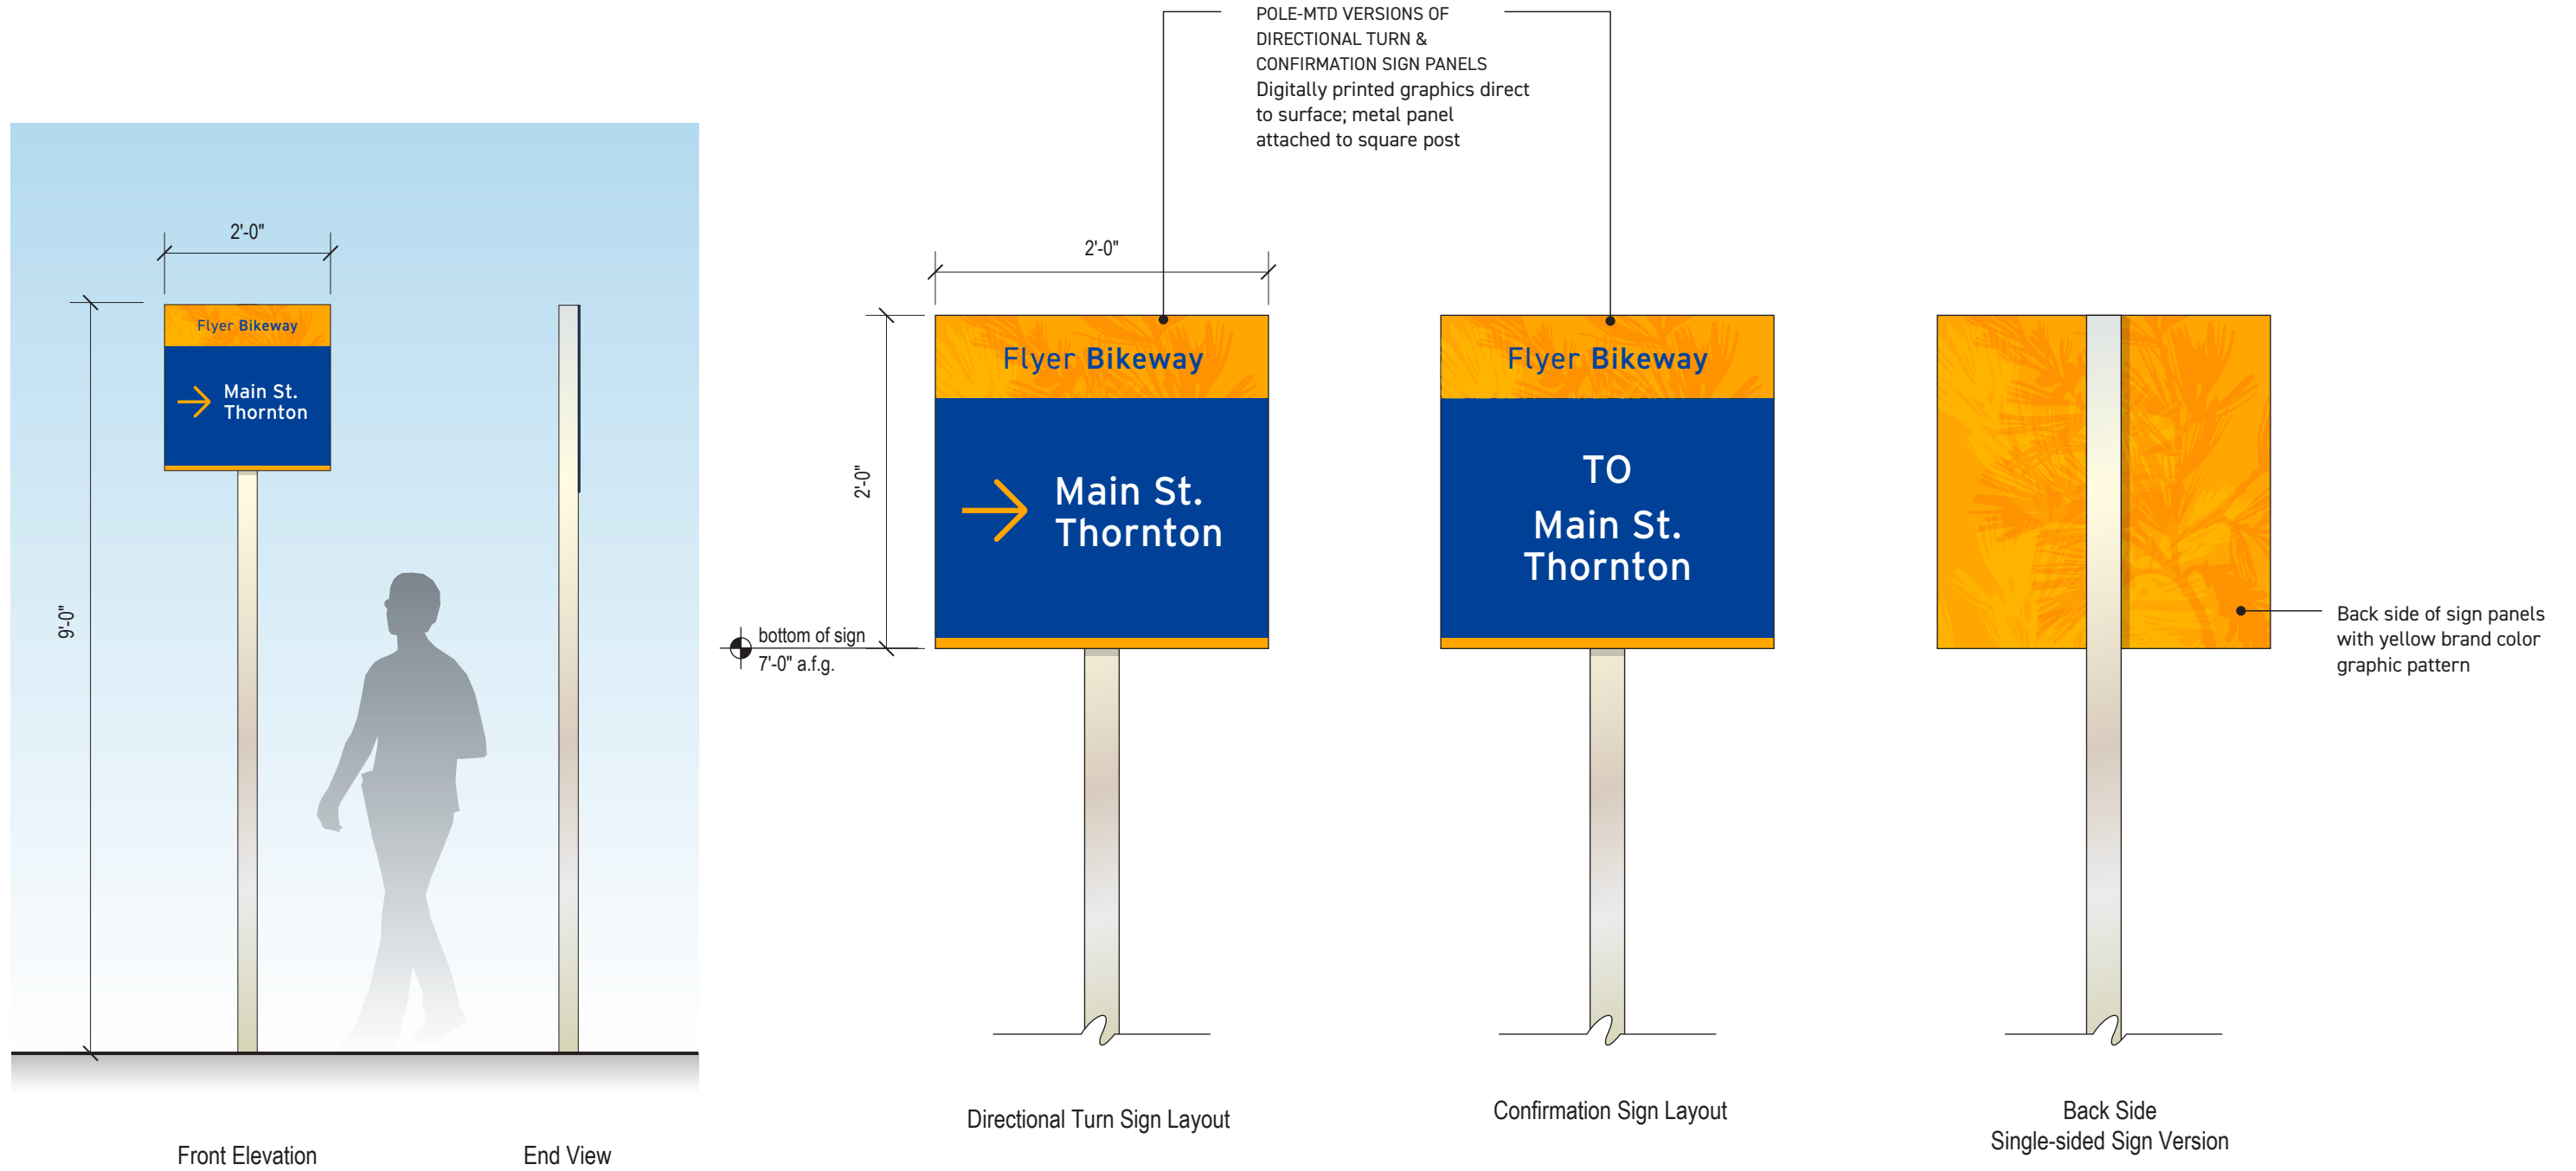 POLE-MTD VERSIONS OF
DIRECTIONAL TURN &
CONFIRMATION SIGN PANELS
Digitally printed graphics direct
to surface; metal panel
attached to square post
2'-0"
9'-0"
Flyer Bikeway
Main St.
Thornton
Front Elevation
End View
2'-0"
2'-0"
bottom of sign
7'-0" a.f.g.
Flyer Bikeway
Main St.
Thornton
Directional Turn Sign Layout
Flyer Bikeway
TO
Main St.
Thornton
Confirmation Sign Layout
Back side of sign panels
with yellow brand color
graphic pattern
Back Side
Single-sided Sign Version